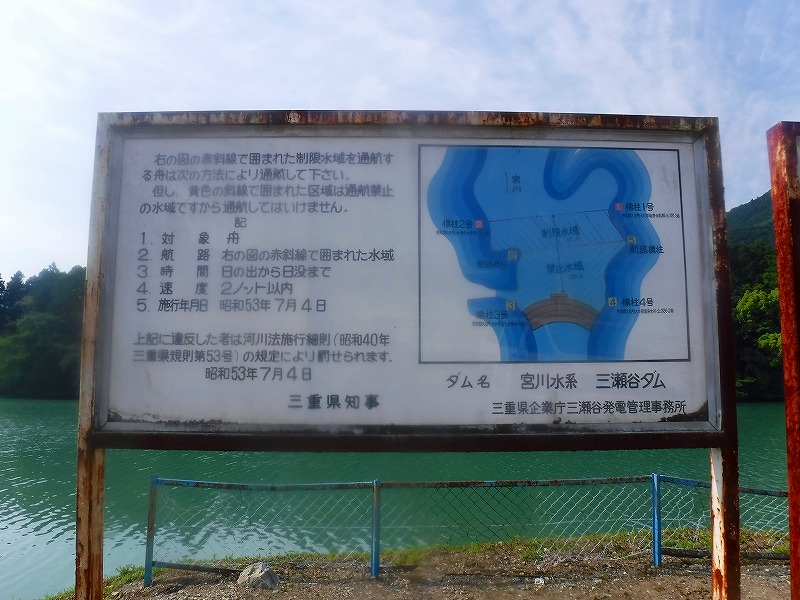 右の図の赤斜線で囲まれた制限水域を通航す
る舟は次の方法により通航して下さい。
但し、黄色の斜線で囲まれた区域は通航禁止
の水域ですから通航してはいけません。
記
1. 対象舟
2. 航路 右の図の赤斜線で囲まれた水域
3. 時間 日の出から日没まで
4. 速度 2ノット以内
5. 施行年月日 昭和53年7月4日
上記に違反した者は河川法施行細則(昭和40年
三重県規則第53号)の規定により罰せられます。
昭和53年7月4日
三重県知事
宮川
標柱1号
標柱2号
制限水域
5
航路標柱
航路標柱
禁止水域
3
標柱3号
4
標柱4号
ダム名 宮川水系 三瀬谷ダム
三重県企業庁三瀬谷発電管理事務所